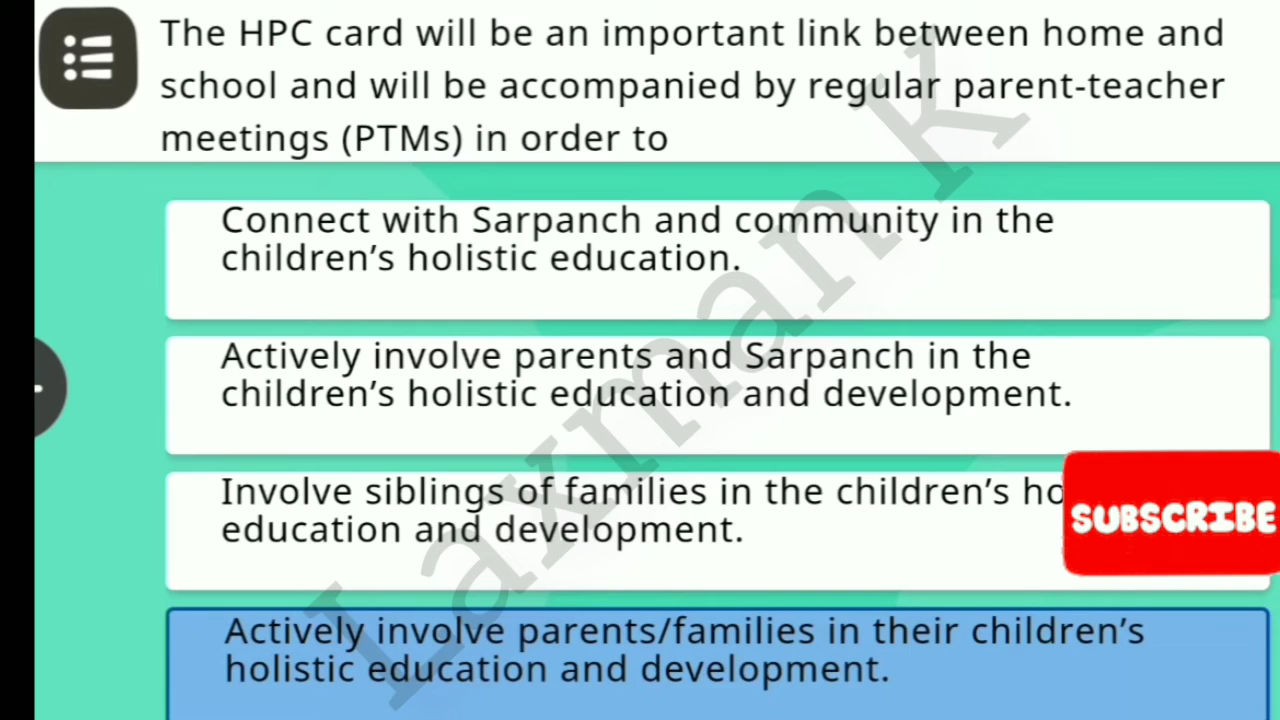 The HPC card will be an important link between home and
school and will be accompanied by regular parent-teacher
meetings (PTMs) in order to
Connect with Sarpanch and community in the
children's holistic education.
Actively involve parents and Sarpanch in the
children's holistic education and development.
Involve siblings of families in the children's ho
education and development.
SUBSCRIBE
Actively involve parents/families in their children's
holistic education and development.
Laxman K